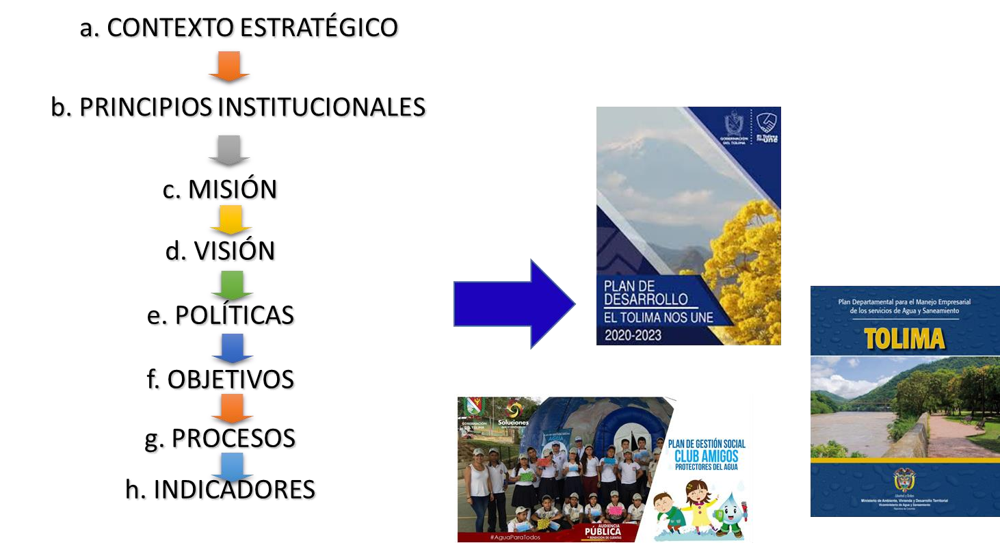 a. CONTEXTO ESTRATÉGICO
b. PRINCIPIOS INSTITUCIONALES
c. MISIÓN
d. VISIÓN
e. POLÍTICAS
f. OBJETIVOS
g. PROCESOS
h. INDICADORES
GOBERNACIÓN
DEL TOLIMA
El Tolima
nos une
PLAN DE
DESARROLLO
EL TOLIMA NOS UNE
2020-2023
Plan Departamental para el Manejo Empresarial
de los servicios de Agua y Saneamiento
TOLIMA
Libertad y Orden
Ministerio de Ambiente, Vivienda y Desarrollo Territorial
Viceministerio de Agua y Saneamiento
República de Colombia
GOBERNACIÓN
DEL TOLIMA
Soluciones
que transforman
PLAN DE GESTIÓN SOCIAL
AGUA
PLAN DE GESTIÓN SOCIAL
CLUB AMIGOS
PROTECTORES DEL AGUA
#AguaParaTodos
AUDIENCIA
PÚBLICA
DE RENDICIÓN DE CUENTAS